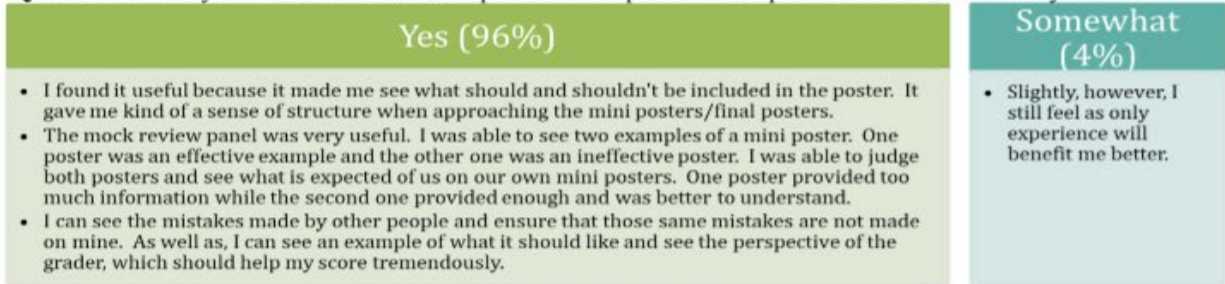 Yes (96%)
• I found it useful because it made me see what should and shouldn't be included in the poster. It
gave me kind of a sense of structure when approaching the mini posters/final posters.
• The mock review panel was very useful. I was able to see two examples of a mini poster. One
poster was an effective example and the other one was an ineffective poster. I was able to judge
both posters and see what is expected of us on our own mini posters. One poster provided too
much information while the second one provided enough and was better to understand.
• I can see the mistakes made by other people and ensure that those same mistakes are not made
on mine. As well as, I can see an example of what it should like and see the perspective of the
grader, which should help my score tremendously.
Somewhat
(4%)
• Slightly, however, I
still feel as only
experience will
benefit me better.